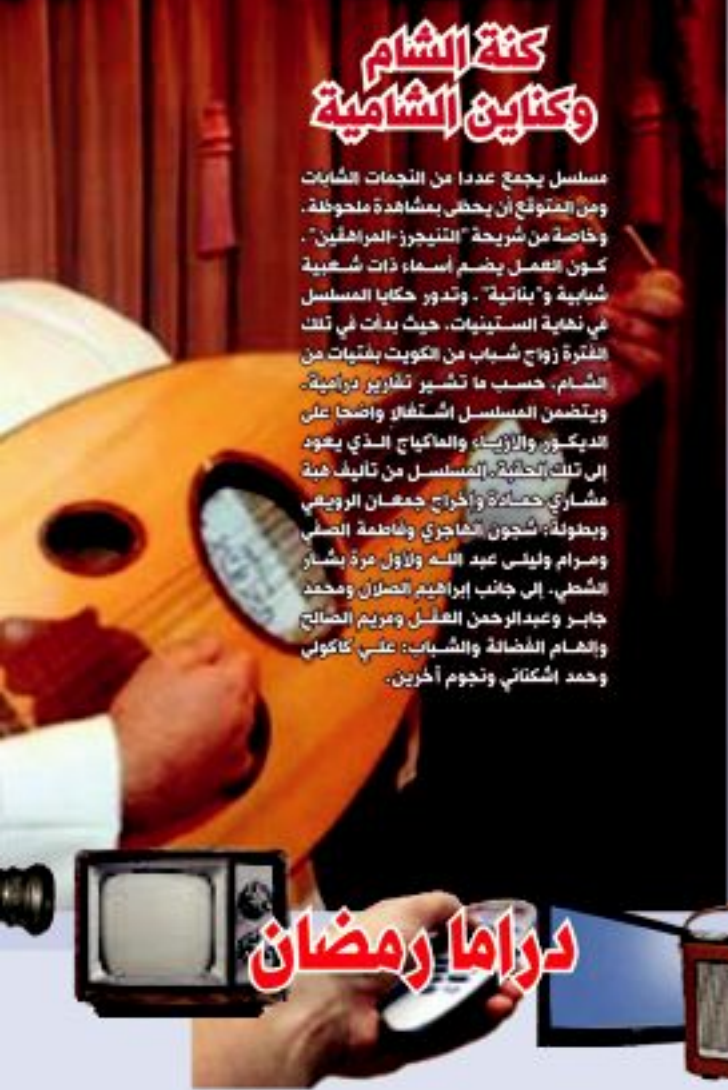 كنة الشام
وكناين الشامية
مسلسل يجمع عددا من النجمات الشابات
ومن المتوقع أن يحظى بمشاهدة ملحوظة،
وخاصة من شريحة "التنيجرز-المراهقين"،
كون العمل يضم أسماء ذات شعبية
شبابية و"بناتية"، وتدور حكايا المسلسل
في نهاية الستينيات، حيث بدأت في تلك
الفترة زواج شباب من الكويت بفتيات من
الشام، حسب ما تشير تقارير درامية.
ويتضمن المسلسل اشتغالا واضحا على
الديكور والأزياء والماكياج الذي يعود
إلى تلك الحقبة. المسلسل من تأليف هبة
مشاري حمادة وإخراج جمعان الرويعي
وبطولة: شجون الهاجري وفاطمة الصفي
ومرام وليلى عبد الله ولأول مرة بشار
الشطي، إلى جانب إبراهيم الصلال ومحمد
جابر وعبدالرحمن العقل ومريم الصالح
وإلهام الفضالة والشباب: علي كاكولي
وحمد اشكناني ونجوم آخرين.
دراما رمضان